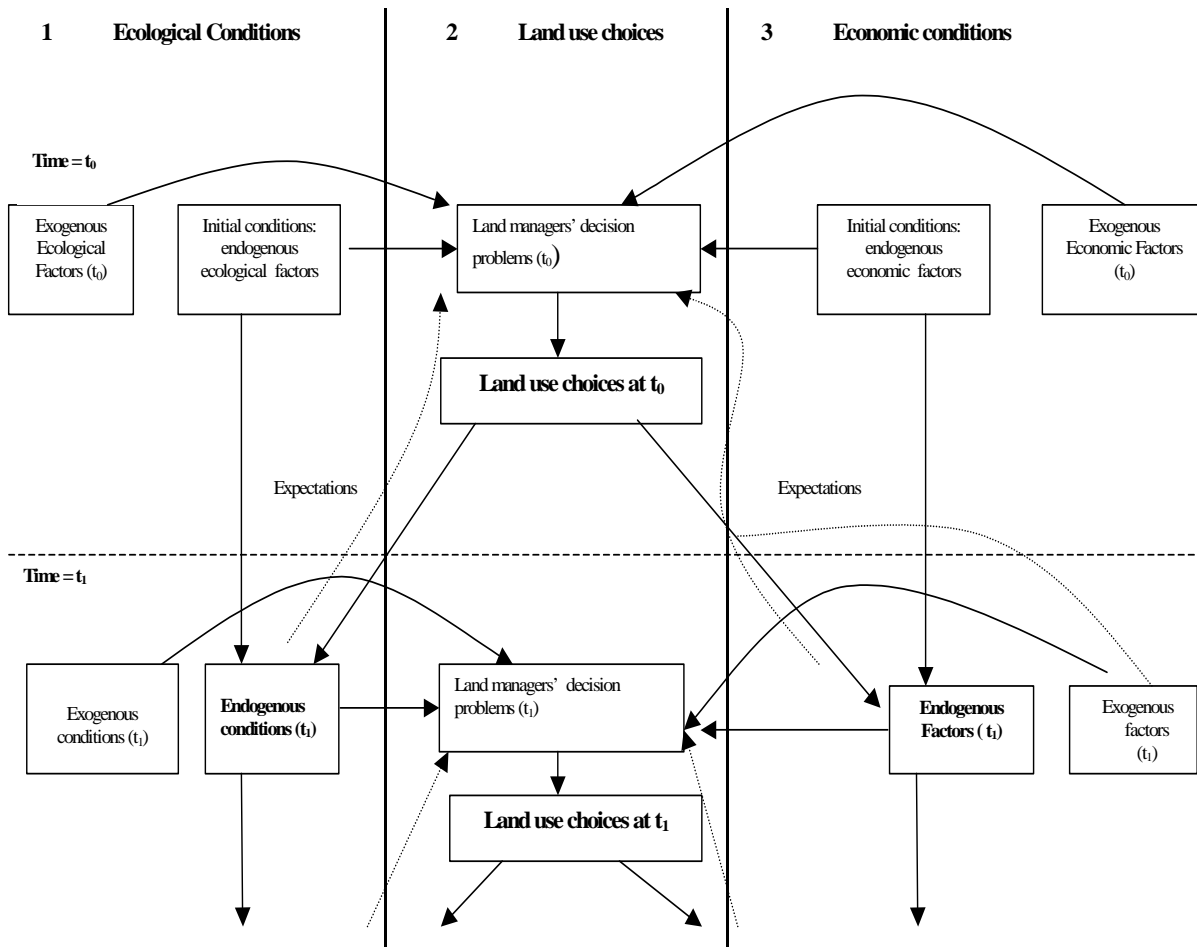 1 Ecological Conditions 2 Land use choices 3 Economic conditions
Time = t₀
Exogenous
Ecological
Factors (t₀)
Initial conditions:
endogenous
ecological factors
Land managers' decision
problems (t₀)
Initial conditions:
endogenous
economic factors
Exogenous
Economic Factors
(t₀)
Land use choices at t₀
Expectations
Expectations
Time = t₁
Exogenous
conditions (t₁)
Endogenous
conditions (t₁)
Land managers' decision
problems (t₁)
Endogenous
Factors ( t₁)
Exogenous
factors
(t₁)
Land use choices at t₁